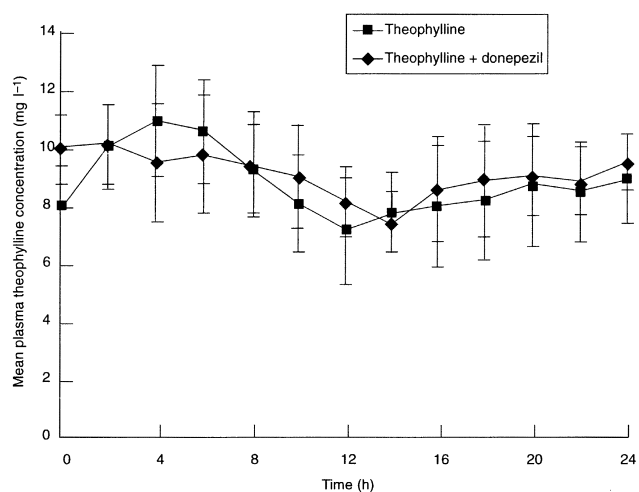 Theophylline
Theophylline + donepezil
Mean plasma theophylline concentration (mg l⁻¹)
14
12
10
8
6
4
2
0
0 4 8 12 16 20 24
Time (h)